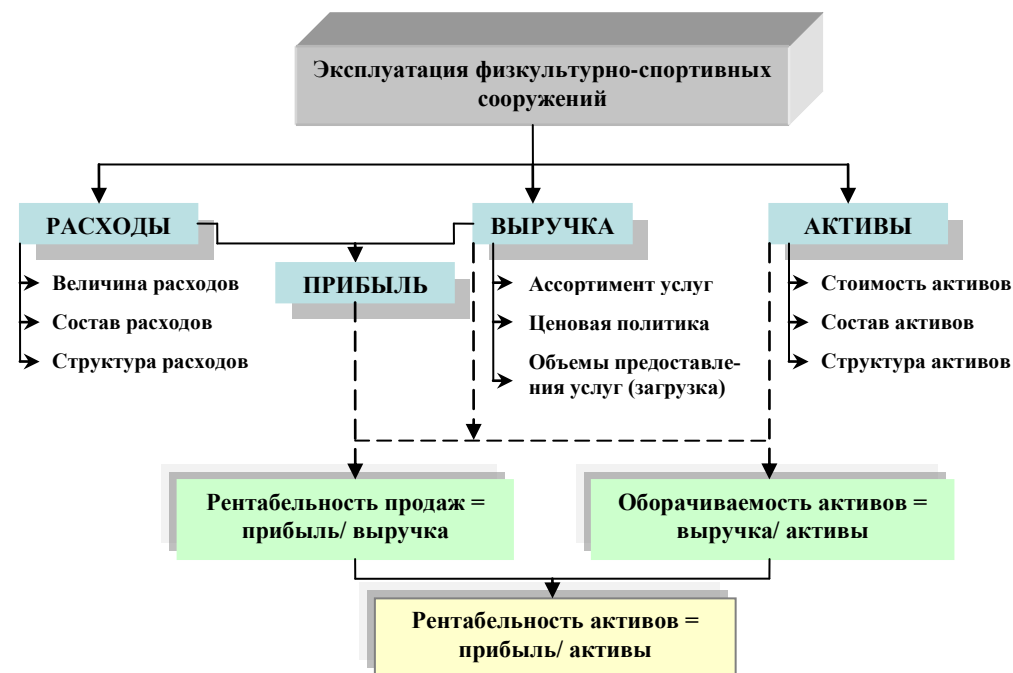 Эксплуатация физкультурно-спортивных
сооружений
РАСХОДЫ
ВЫРУЧКА
АКТИВЫ
ПРИБЫЛЬ
Величина расходов
Состав расходов
Структура расходов
Ассортимент услуг
Ценовая политика
Объемы предоставле-
ния услуг (загрузка)
Стоимость активов
Состав активов
Структура активов
Рентабельность продаж =
прибыль/ выручка
Оборачиваемость активов =
выручка/ активы
Рентабельность активов =
прибыль/ активы